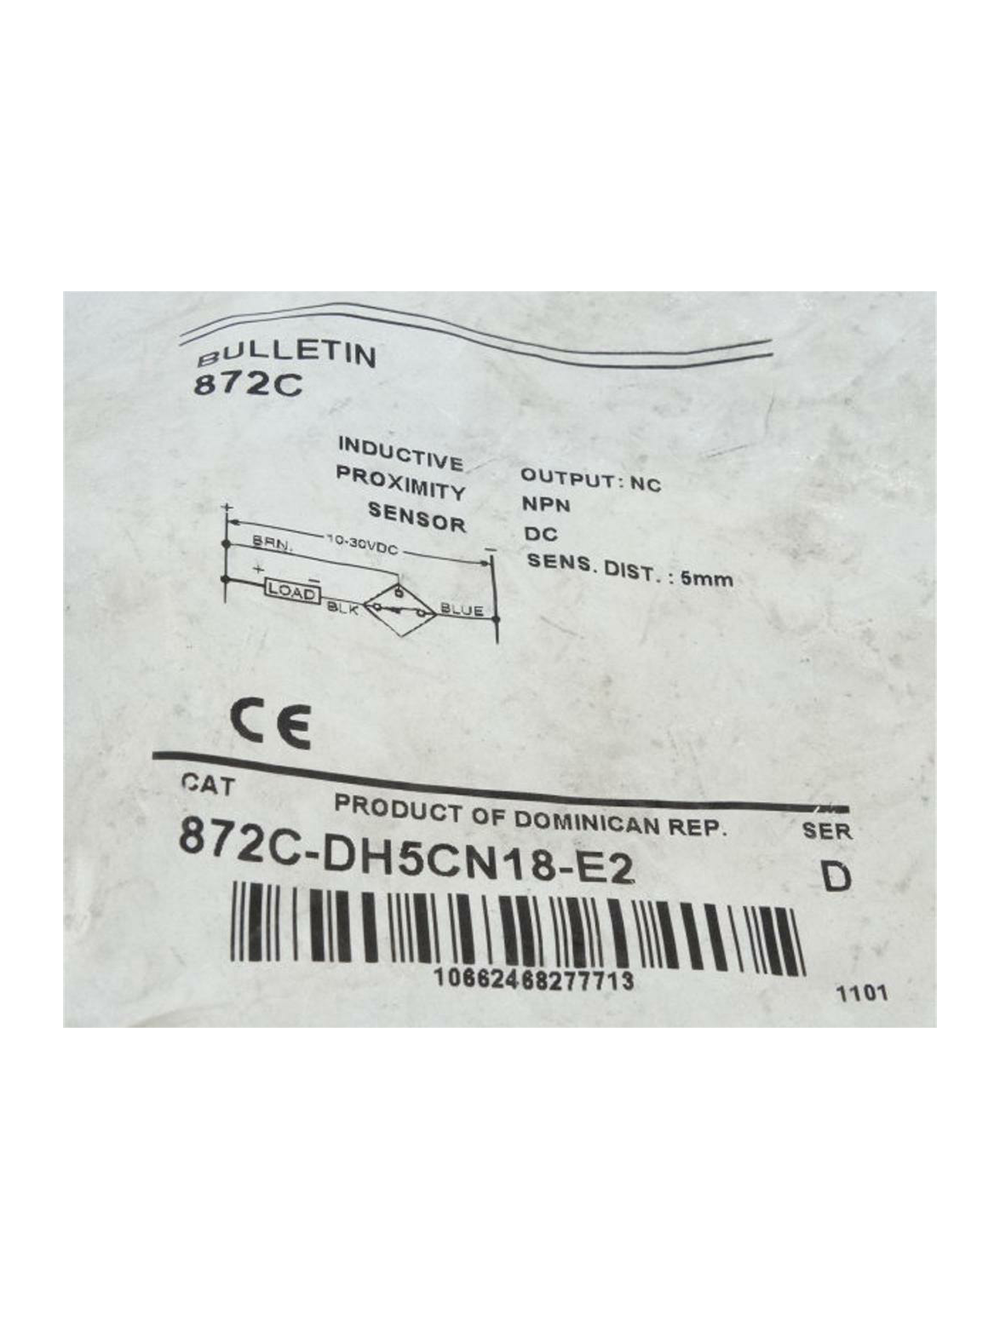 BULLETIN
872C
INDUCTIVE
PROXIMITY
SENSOR
OUTPUT: NC
NPN
DC
SENS. DIST. : 5mm
+
10-30VDC
−
BRN.
+
−
LOAD
BLK
BLUE
CE
CAT
PRODUCT OF DOMINICAN REP.
SER
872C-DH5CN18-E2
D
10662468277713
1101